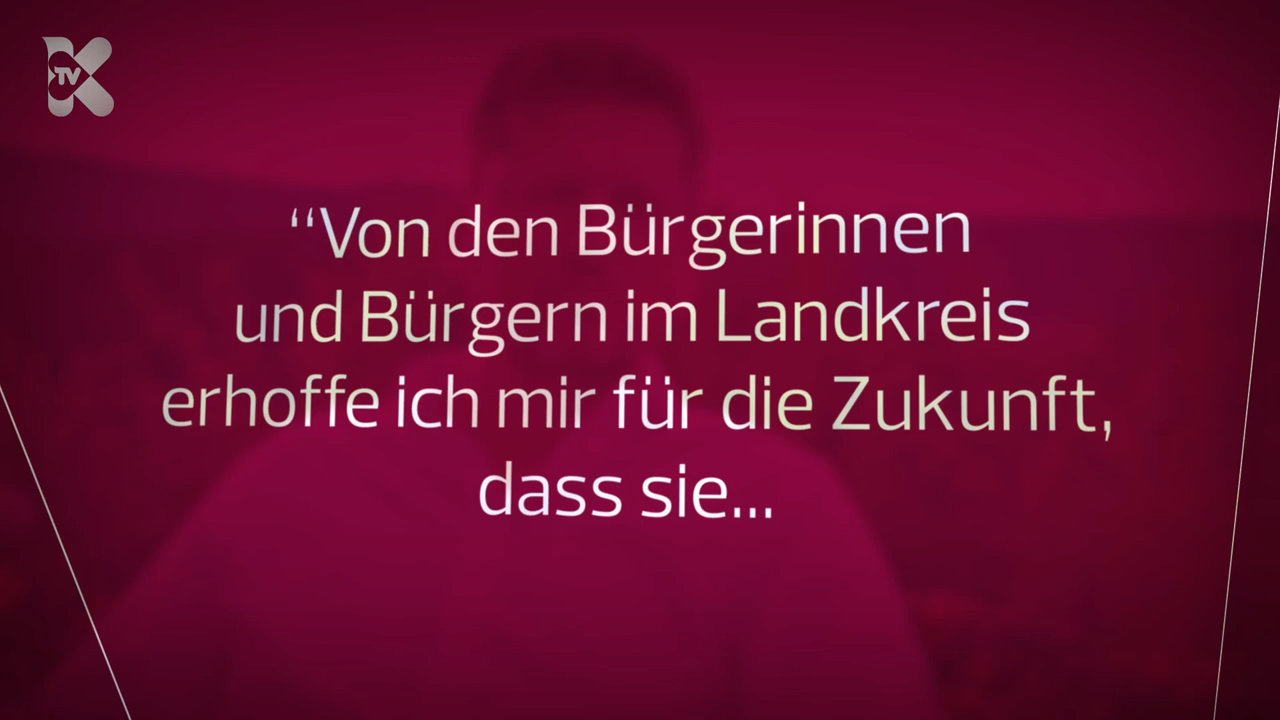 TV
K
“Von den Bürgerinnen
und Bürgern im Landkreis
erhoffe ich mir für die Zukunft,
dass sie...